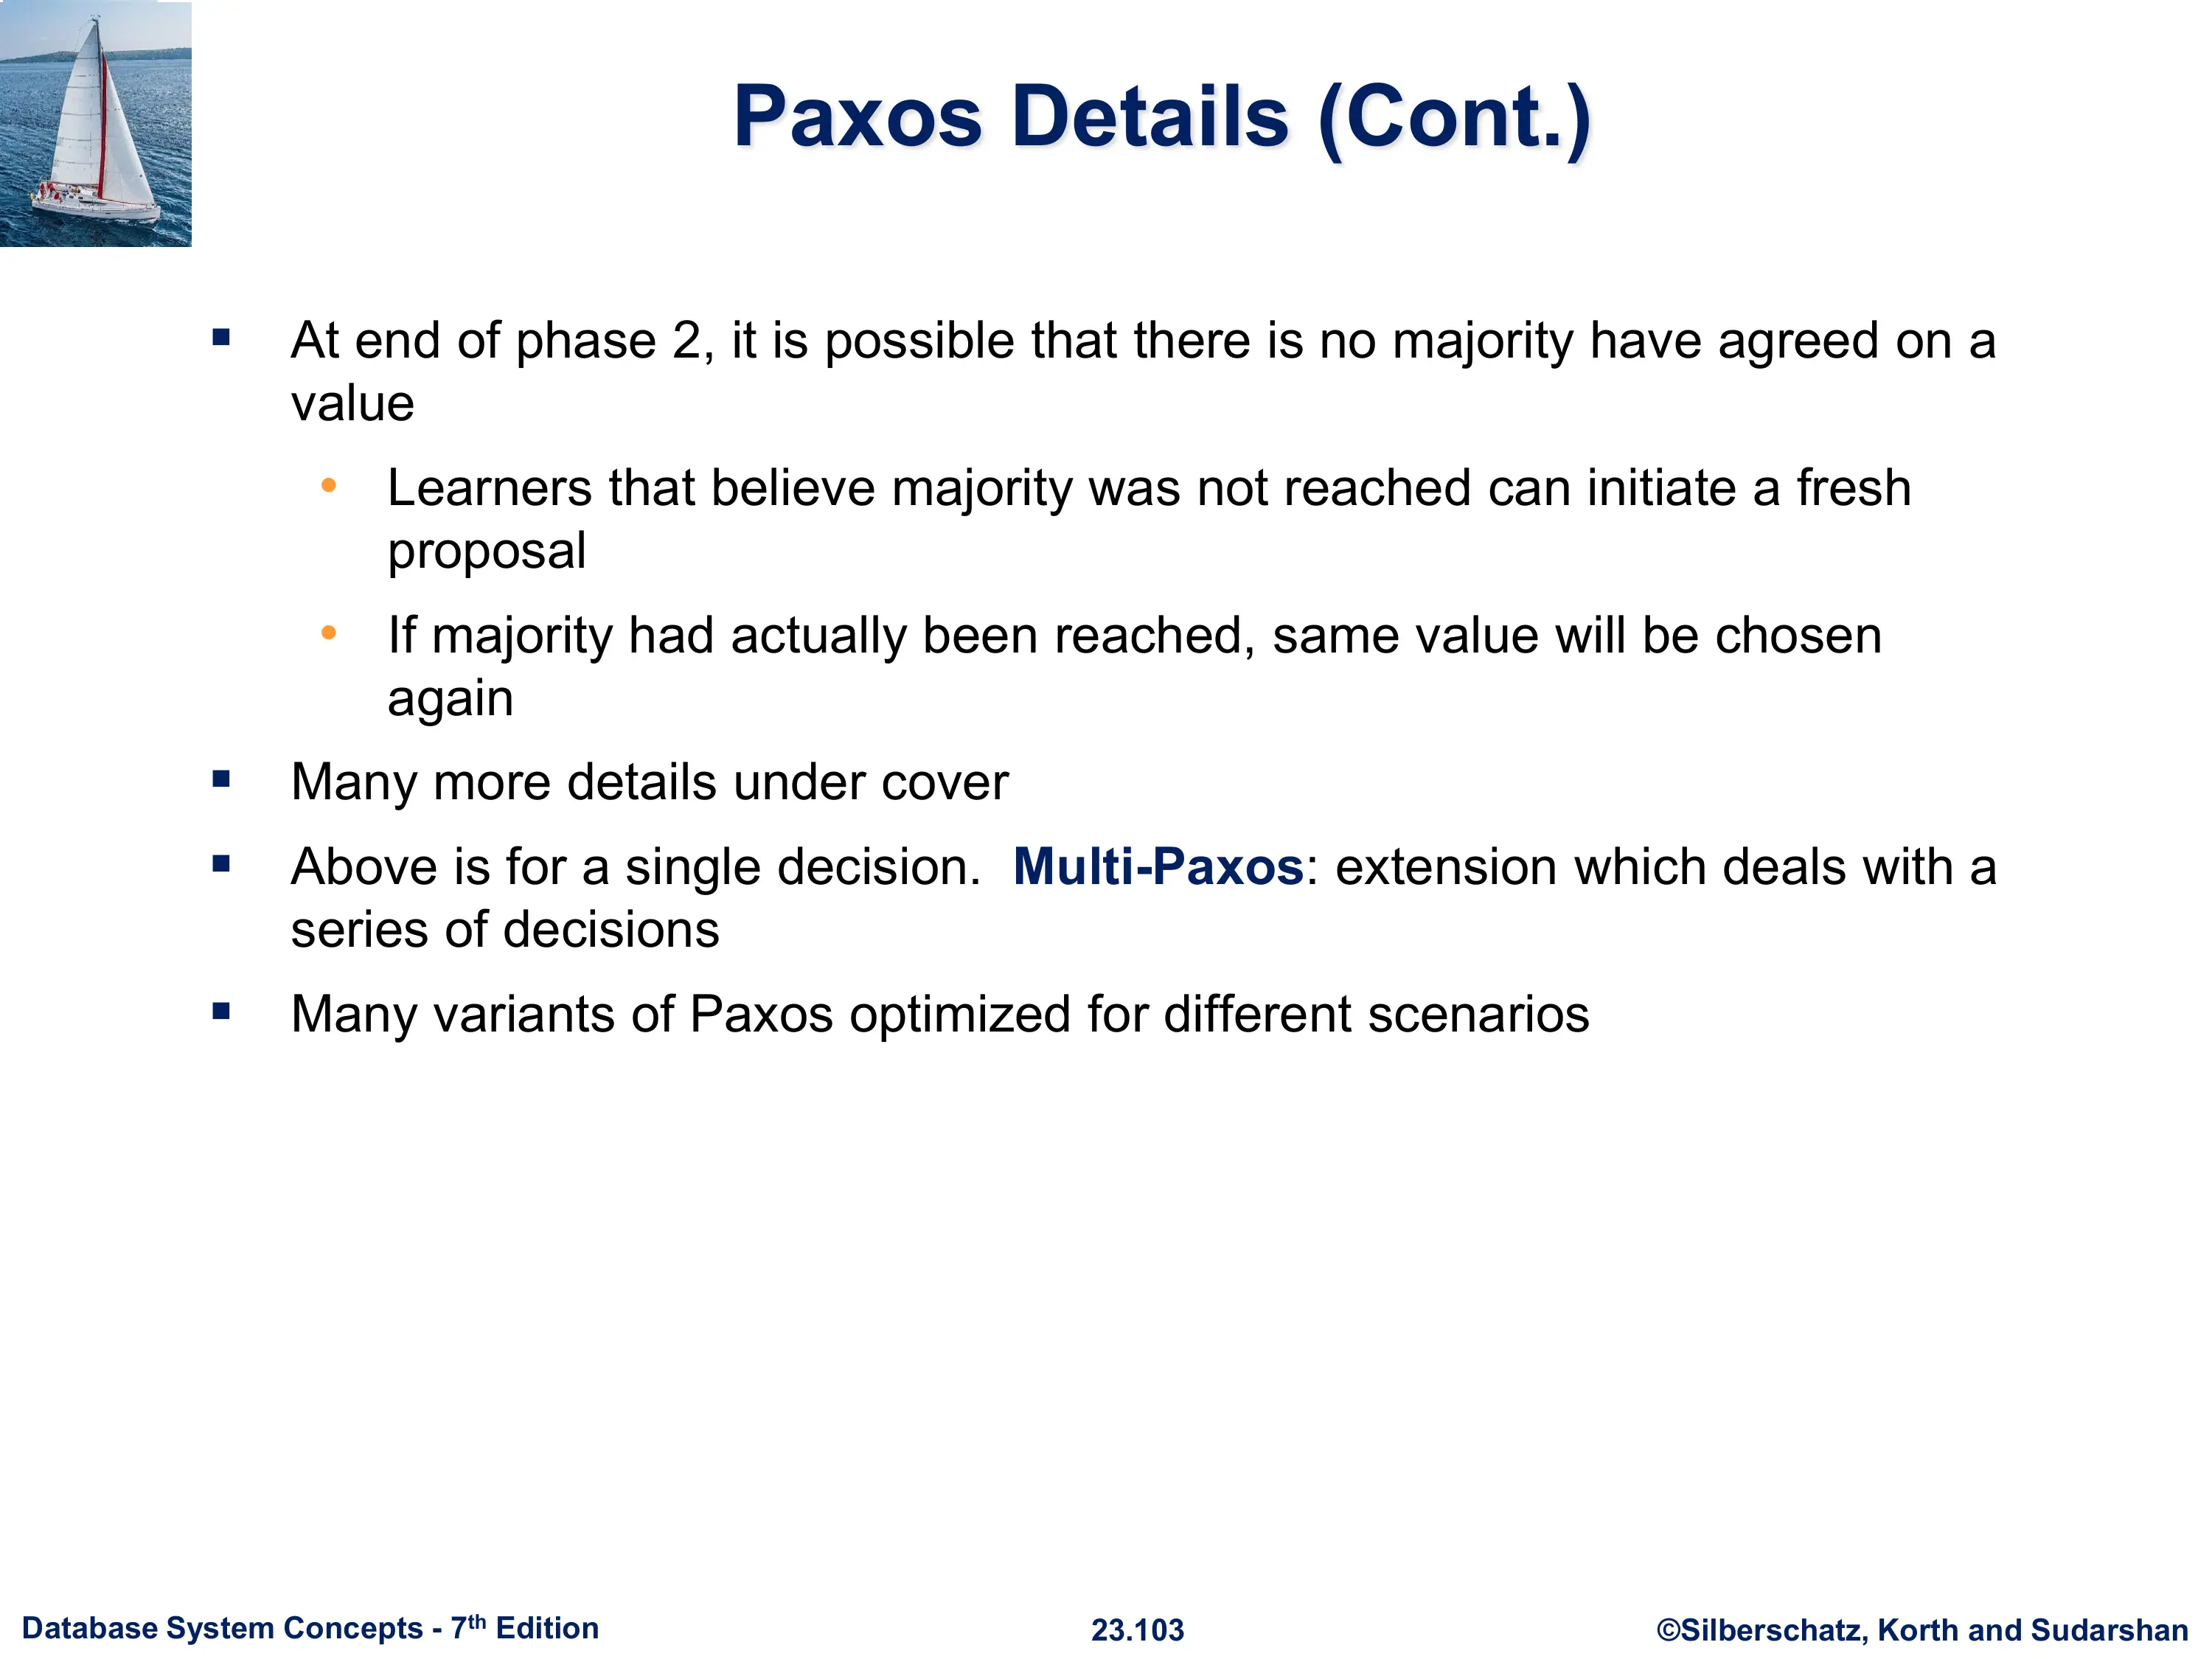 Paxos Details (Cont.)
▪ At end of phase 2, it is possible that there is no majority have agreed on a
value
• Learners that believe majority was not reached can initiate a fresh
proposal
• If majority had actually been reached, same value will be chosen
again
▪ Many more details under cover
▪ Above is for a single decision.  Multi-Paxos: extension which deals with a
series of decisions
▪ Many variants of Paxos optimized for different scenarios
Database System Concepts - 7th Edition
23.103
©Silberschatz, Korth and Sudarshan